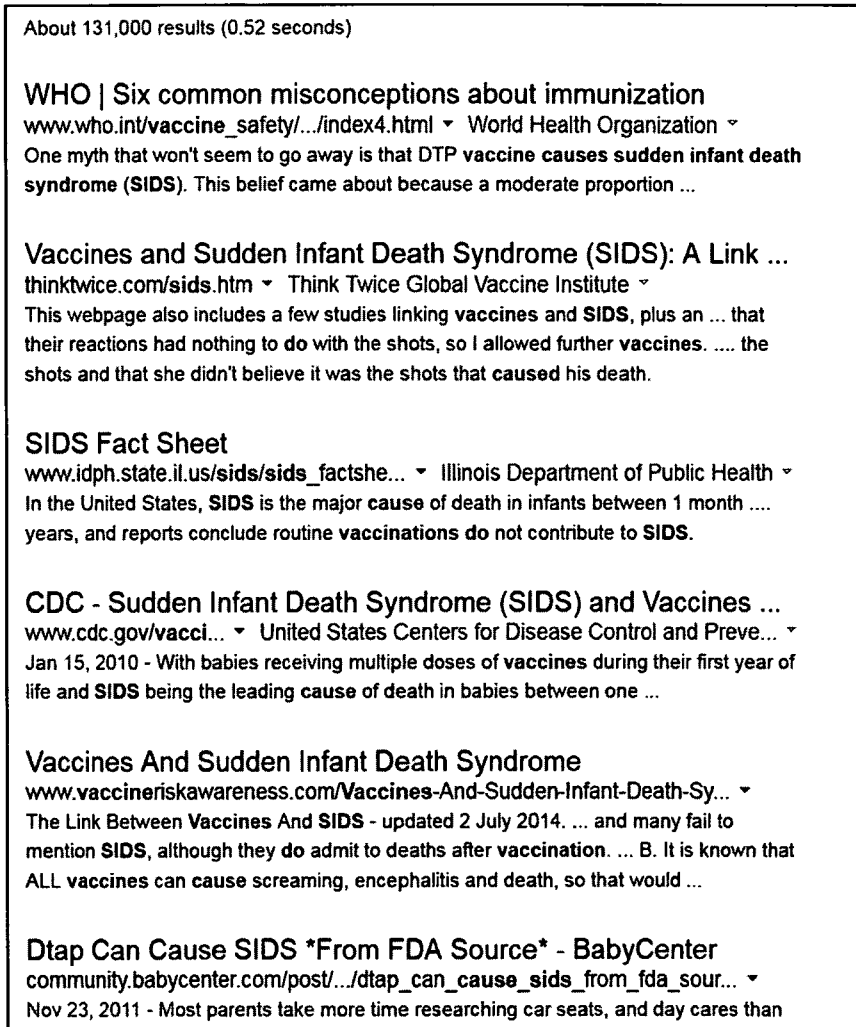 About 131,000 results (0.52 seconds)
WHO | Six common misconceptions about immunization
www.who.int/vaccine_safety/.../index4.html ▾ World Health Organization ▾
One myth that won't seem to go away is that DTP vaccine causes sudden infant death
syndrome (SIDS). This belief came about because a moderate proportion ...
Vaccines and Sudden Infant Death Syndrome (SIDS): A Link ...
thinktwice.com/sids.htm ▾ Think Twice Global Vaccine Institute ▾
This webpage also includes a few studies linking vaccines and SIDS, plus an ... that
their reactions had nothing to do with the shots, so I allowed further vaccines. .... the
shots and that she didn't believe it was the shots that caused his death.
SIDS Fact Sheet
www.idph.state.il.us/sids/sids_factshe... ▾ Illinois Department of Public Health ▾
In the United States, SIDS is the major cause of death in infants between 1 month ....
years, and reports conclude routine vaccinations do not contribute to SIDS.
CDC - Sudden Infant Death Syndrome (SIDS) and Vaccines ...
www.cdc.gov/vacci... ▾ United States Centers for Disease Control and Preve... ▾
Jan 15, 2010 - With babies receiving multiple doses of vaccines during their first year of
life and SIDS being the leading cause of death in babies between one ...
Vaccines And Sudden Infant Death Syndrome
www.vaccineriskawareness.com/Vaccines-And-Sudden-Infant-Death-Sy... ▾
The Link Between Vaccines And SIDS - updated 2 July 2014. ... and many fail to
mention SIDS, although they do admit to deaths after vaccination. ... B. It is known that
ALL vaccines can cause screaming, encephalitis and death, so that would ...
Dtap Can Cause SIDS *From FDA Source* - BabyCenter
community.babycenter.com/post/.../dtap_can_cause_sids_from_fda_sour... ▾
Nov 23, 2011 - Most parents take more time researching car seats, and day cares than